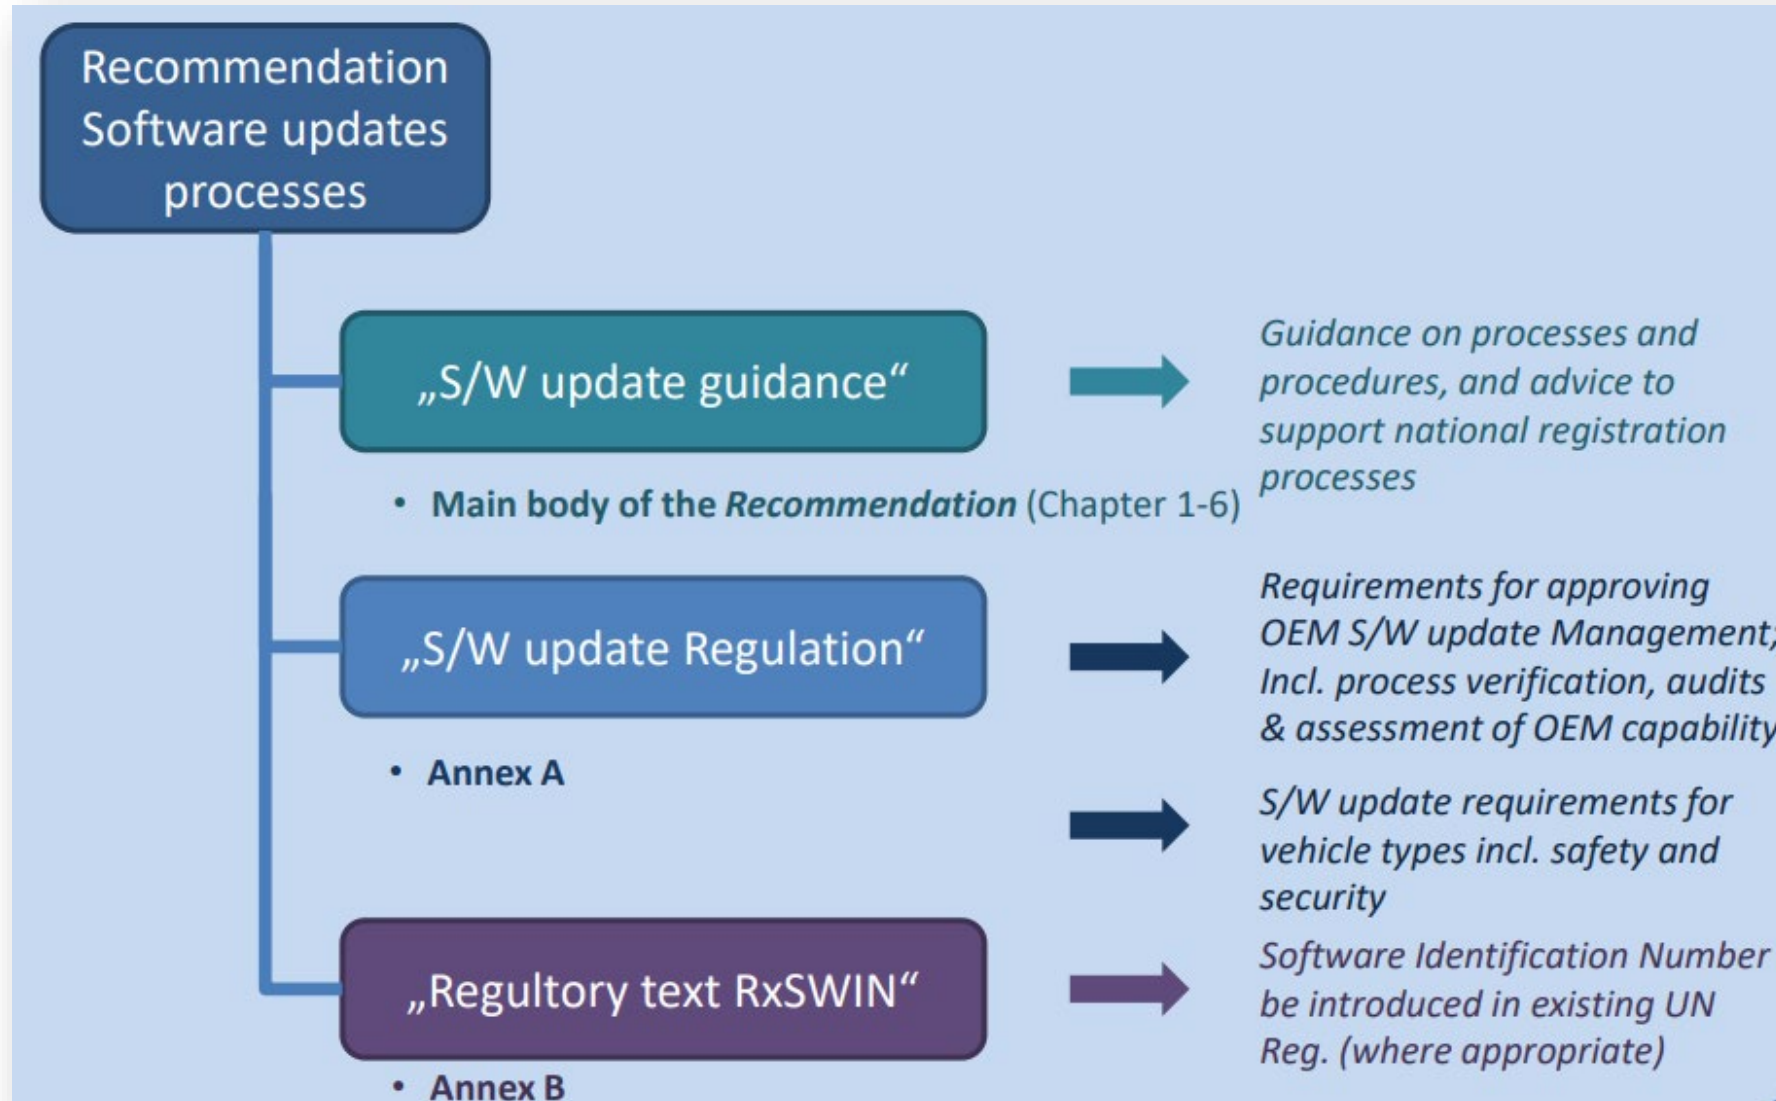 Recommendation
Software updates
processes
„S/W update guidance“
Guidance on processes and
procedures, and advice to
support national registration
processes
• Main body of the Recommendation (Chapter 1-6)
„S/W update Regulation“
Requirements for approving
OEM S/W update Management;
Incl. process verification, audits
& assessment of OEM capability
• Annex A
S/W update requirements for
vehicle types incl. safety and
security
„Regultory text RxSWIN“
Software Identification Number
be introduced in existing UN
Reg. (where appropriate)
• Annex B